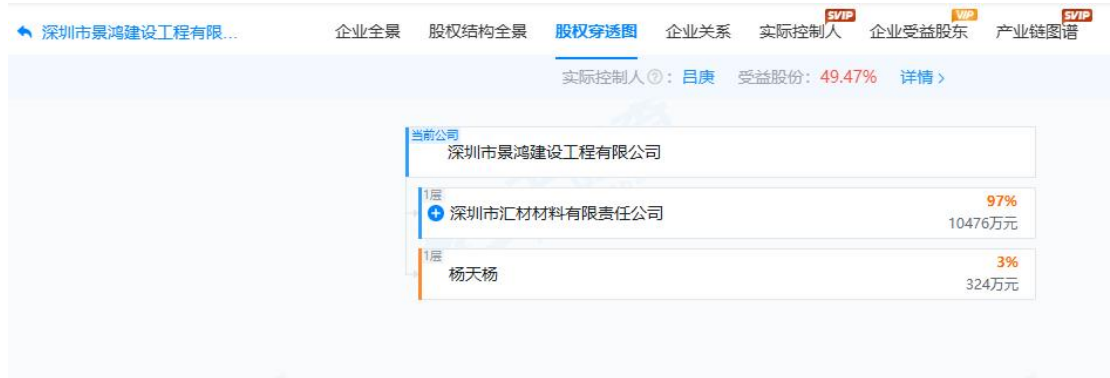 深圳市景鸿建设工程有限...
企业全景 股权结构全景 股权穿透图 企业关系 实际控制人 SVIP 企业受益股东 VIP 产业链图谱 SVIP
实际控制人?：吕庚 受益股份：49.47% 详情 >
当前公司
深圳市景鸿建设工程有限公司
1层
深圳市汇材材料有限责任公司
97%
10476万元
1层
杨天杨
3%
324万元